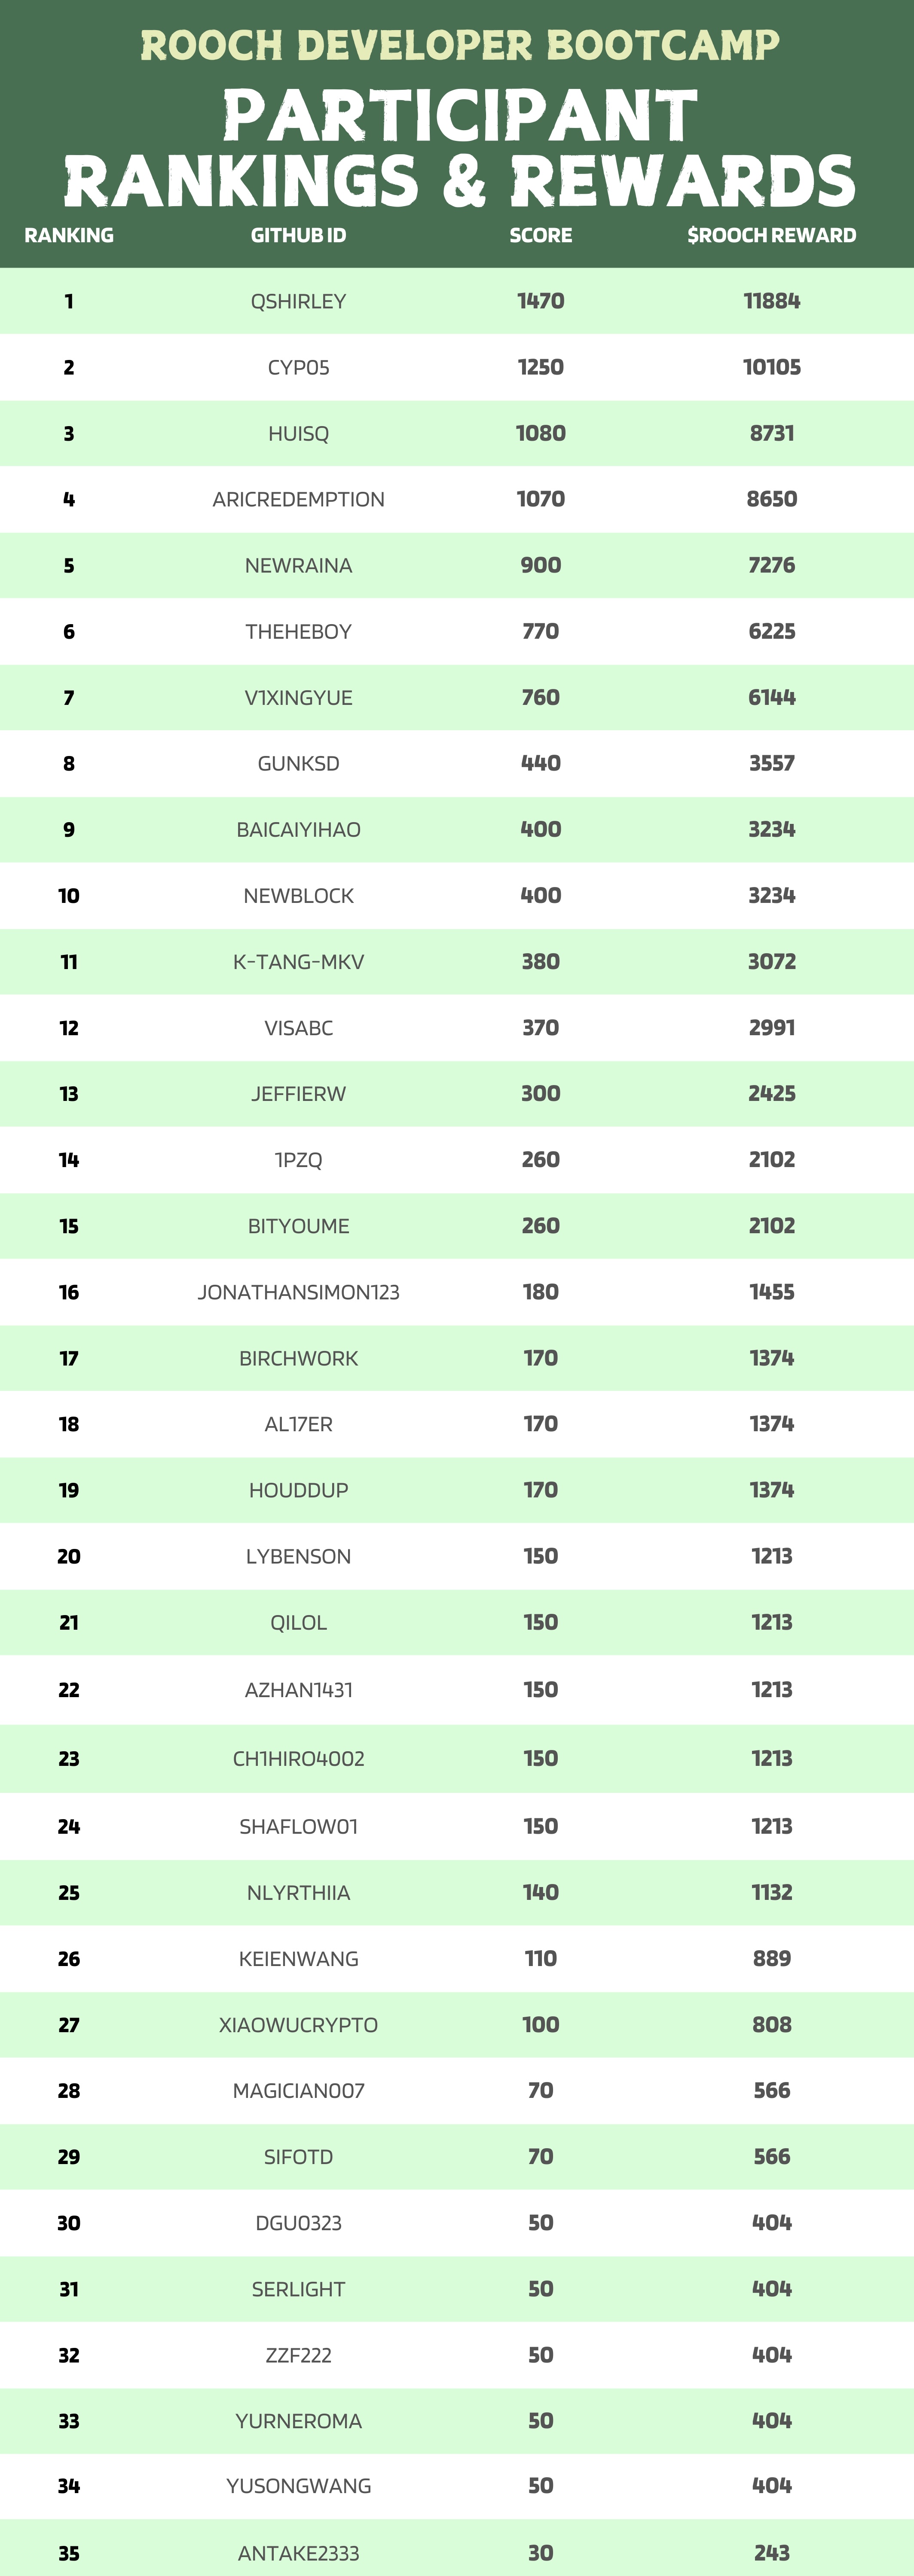 ROOCH DEVELOPER BOOTCAMP
PARTICIPANT
RANKINGS & REWARDS
RANKING GITHUB ID SCORE $ROOCH REWARD
1 QSHIRLEY 1470 11884
2 CYP05 1250 10105
3 HUISQ 1080 8731
4 ARICREDEMPTION 1070 8650
5 NEWRAINA 900 7276
6 THEHEBOY 770 6225
7 V1XINGYUE 760 6144
8 GUNKSD 440 3557
9 BAICAIYIHAO 400 3234
10 NEWBLOCK 400 3234
11 K-TANG-MKV 380 3072
12 VISABC 370 2991
13 JEFFIERW 300 2425
14 1PZQ 260 2102
15 BITYOUME 260 2102
16 JONATHANSIMON123 180 1455
17 BIRCHWORK 170 1374
18 AL17ER 170 1374
19 HOUDDUP 170 1374
20 LYBENSON 150 1213
21 QILOL 150 1213
22 AZHAN1431 150 1213
23 CH1HIRO4002 150 1213
24 SHAFLOW01 150 1213
25 NLYRTHIIA 140 1132
26 KEIENWANG 110 889
27 XIAOWUCRYPTO 100 808
28 MAGICIAN007 70 566
29 SIFOTD 70 566
30 DGU0323 50 404
31 SERLIGHT 50 404
32 ZZF222 50 404
33 YURNEROMA 50 404
34 YUSONGWANG 50 404
35 ANTAKE2333 30 243